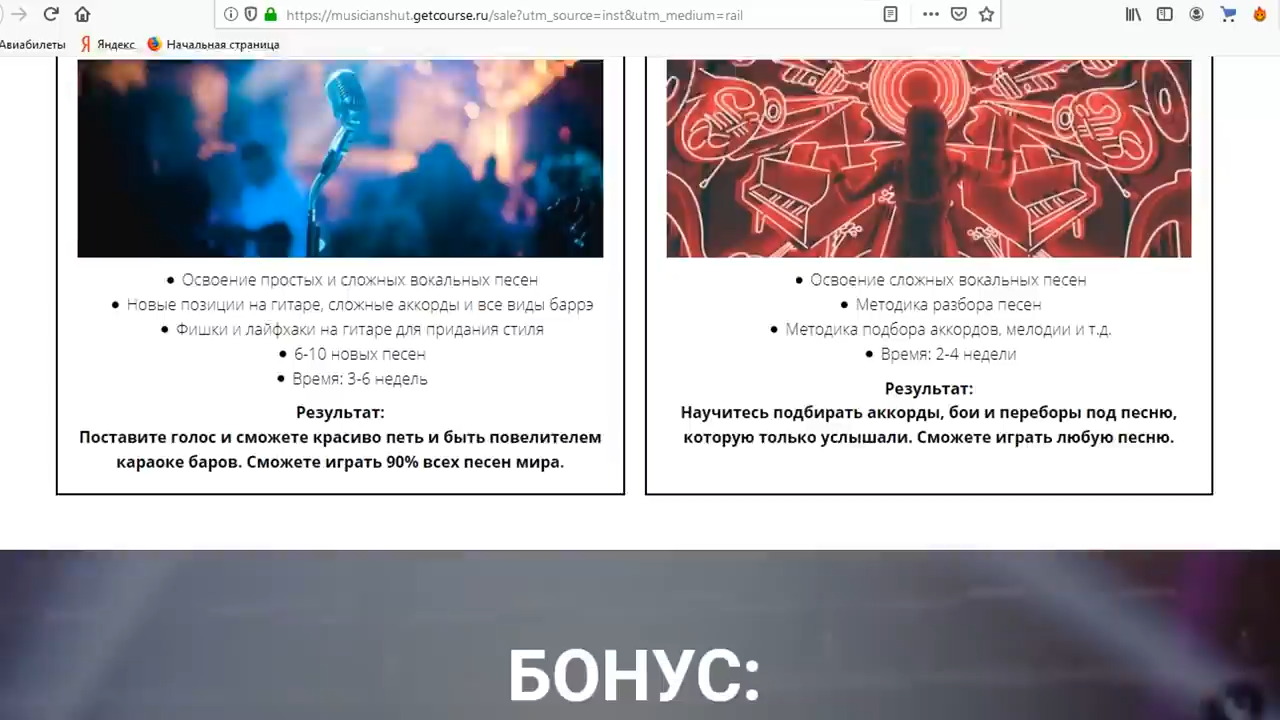 https://musicianshut.getcourse.ru/sale?utm_source=inst&utm_medium=rail
Авиабилеты Яндекс Начальная страница
Освоение простых и сложных вокальных песен
Новые позиции на гитаре, сложные аккорды и все виды баррэ
Фишки и лайфхаки на гитаре для придания стиля
6-10 новых песен
Время: 3-6 недель
Результат:
Поставите голос и сможете красиво петь и быть повелителем
караоке баров. Сможете играть 90% всех песен мира.
Освоение сложных вокальных песен
Методика разбора песен
Методика подбора аккордов, мелодии и т.д.
Время: 2-4 недели
Результат:
Научитесь подбирать аккорды, бои и переборы под песню,
которую только услышали. Сможете играть любую песню.
БОНУС: